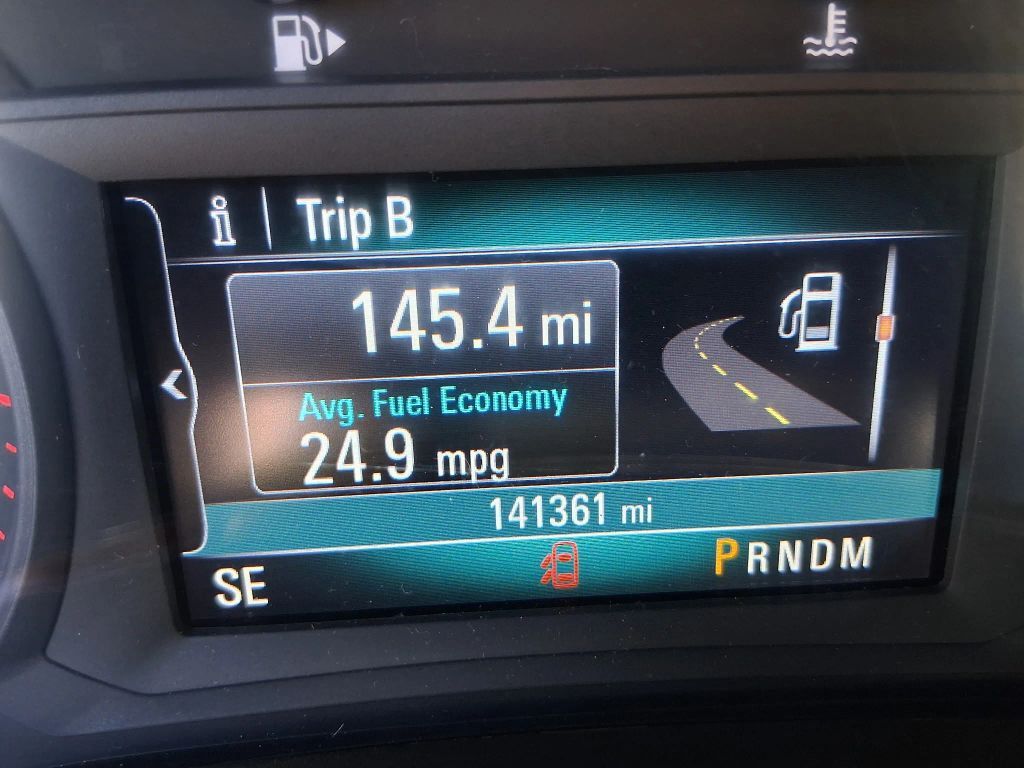 i Trip B
145.4 mi
Avg. Fuel Economy
24.9 mpg
141361 mi
SE PRNDM